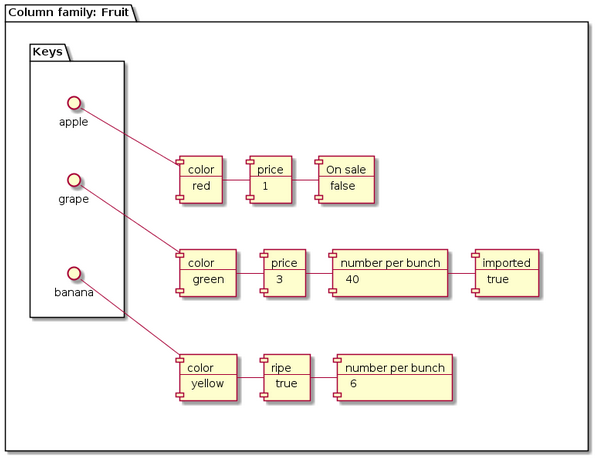 Column family: Fruit
Keys
apple
color
price
On sale
red
1
false
grape
color
price
number per bunch
imported
green
3
40
true
banana
color
ripe
number per bunch
yellow
true
6